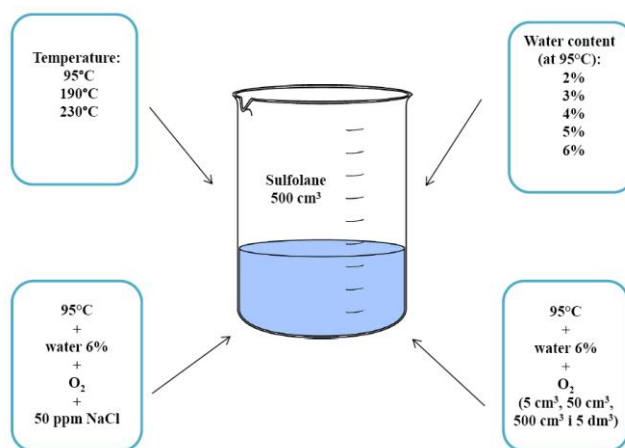 Temperature:
95°C
190°C
230°C
Water content
(at 95°C):
2%
3%
4%
5%
6%
Sulfolane
500 cm³
95°C
+
water 6%
+
O₂
+
50 ppm NaCl
95°C
+
water 6%
+
O₂
(5 cm³, 50 cm³,
500 cm³ i 5 dm³)